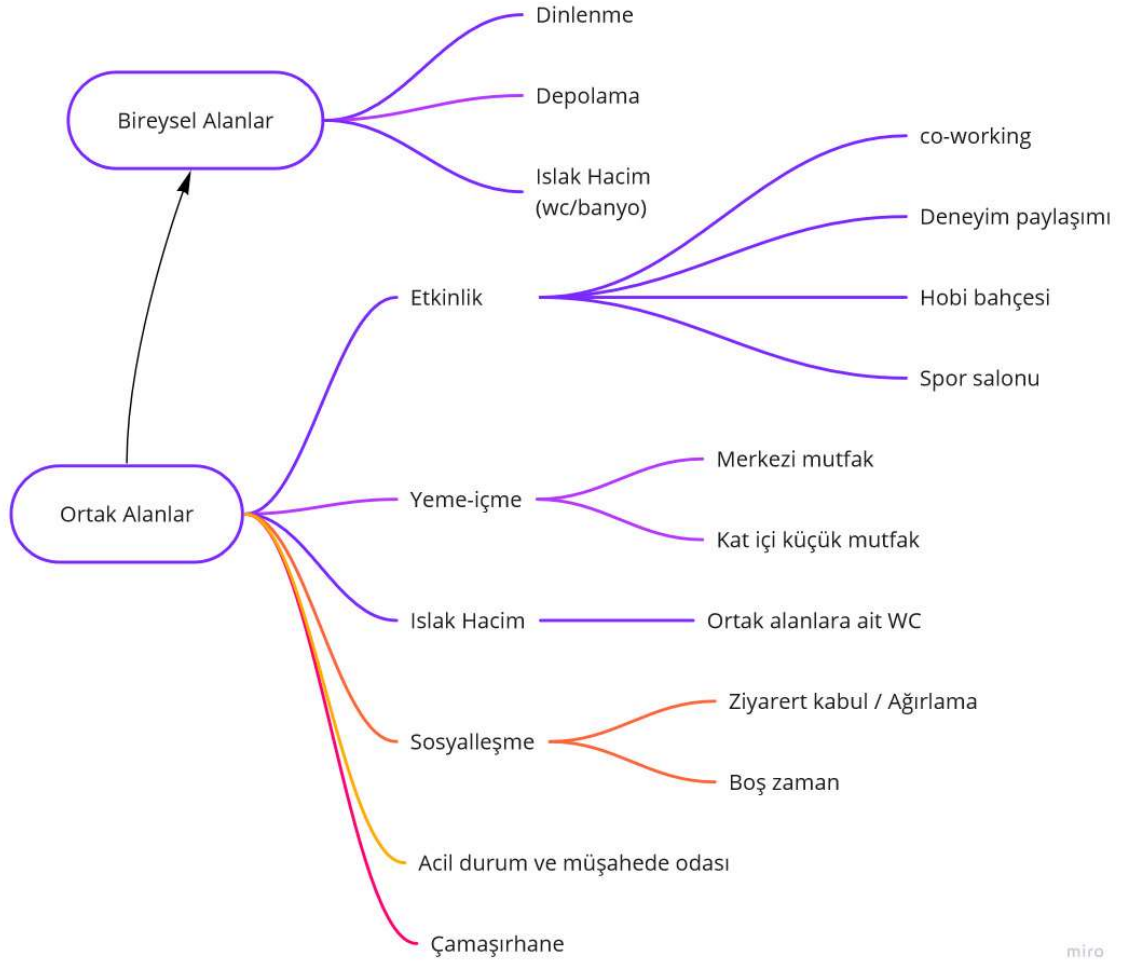 Dinlenme
Bireysel Alanlar
Depolama
Islak Hacim
(wc/banyo)
co-working
Deneyim paylaşımı
Etkinlik
Hobi bahçesi
Spor salonu
Merkezi mutfak
Yeme-içme
Ortak Alanlar
Kat içi küçük mutfak
Islak Hacim
Ortak alanlara ait WC
Ziyarert kabul / Ağırlama
Sosyalleşme
Boş zaman
Acil durum ve müşahede odası
Çamaşırhane
miro